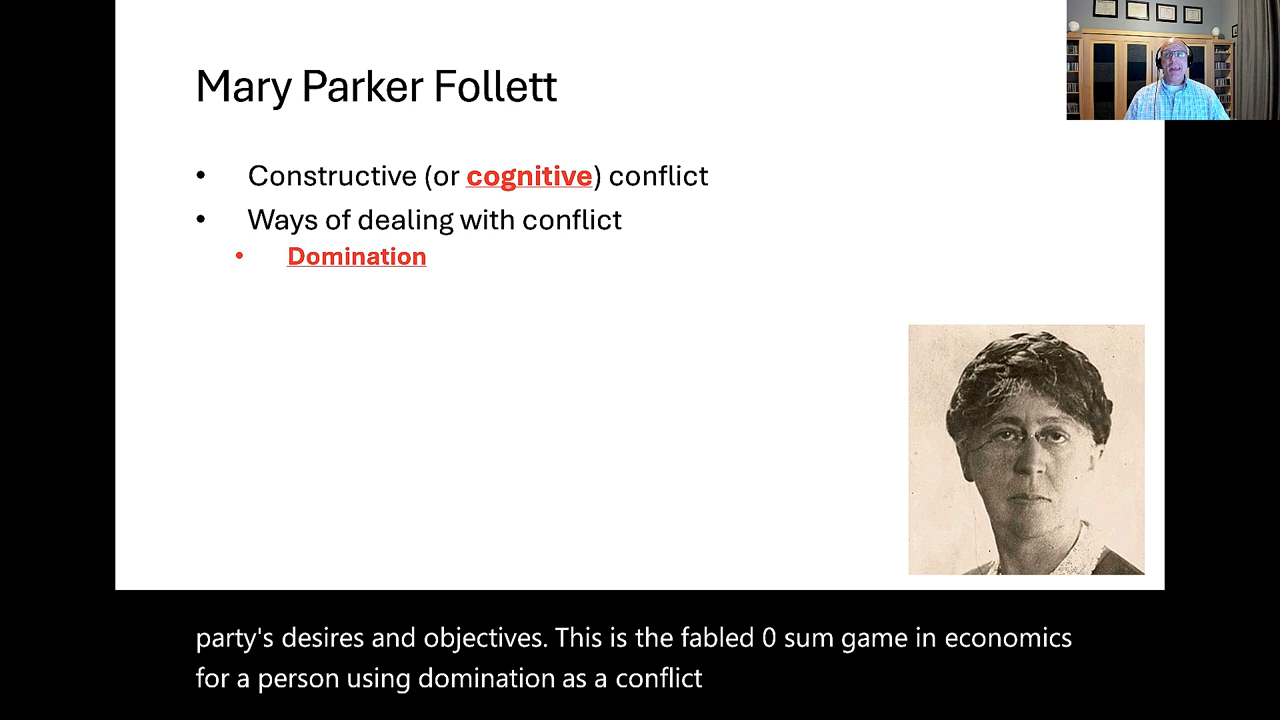 Mary Parker Follett
• Constructive (or cognitive) conflict
• Ways of dealing with conflict
• Domination
party's desires and objectives. This is the fabled 0 sum game in economics
for a person using domination as a conflict